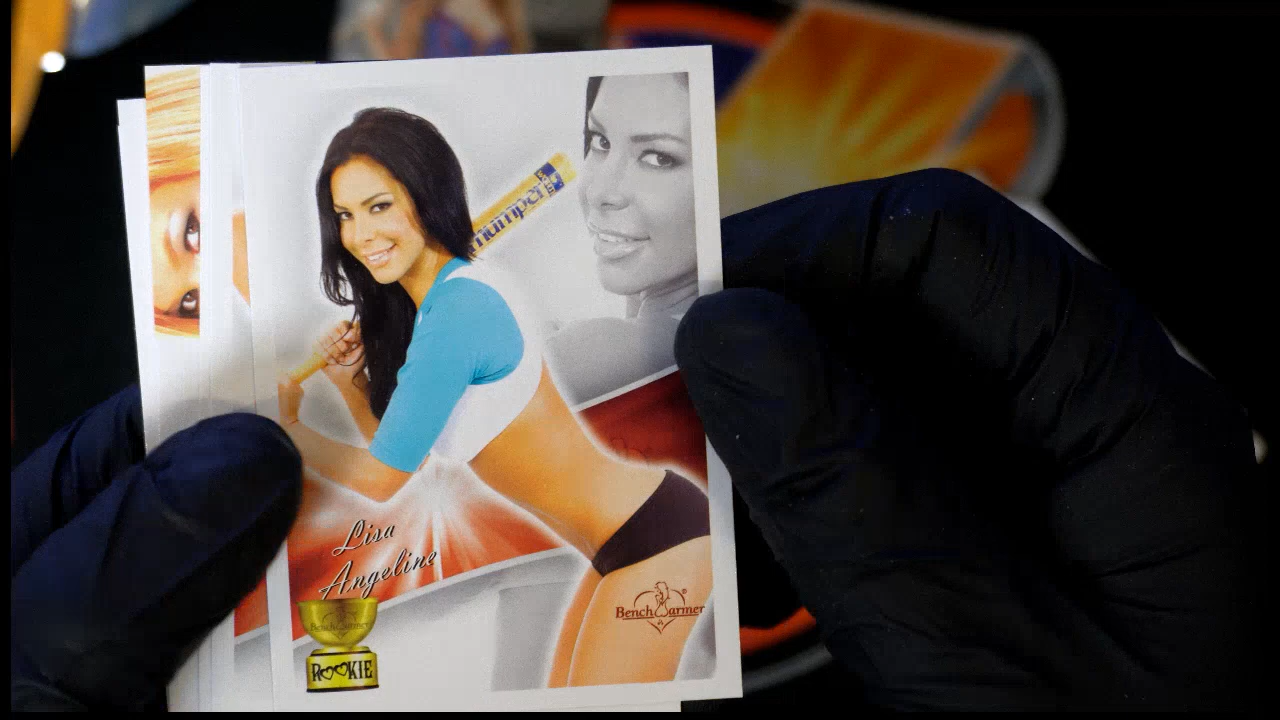 Thumper
Lisa
Angeline
BenchWarmer
BenchWarmer
ROOKIE